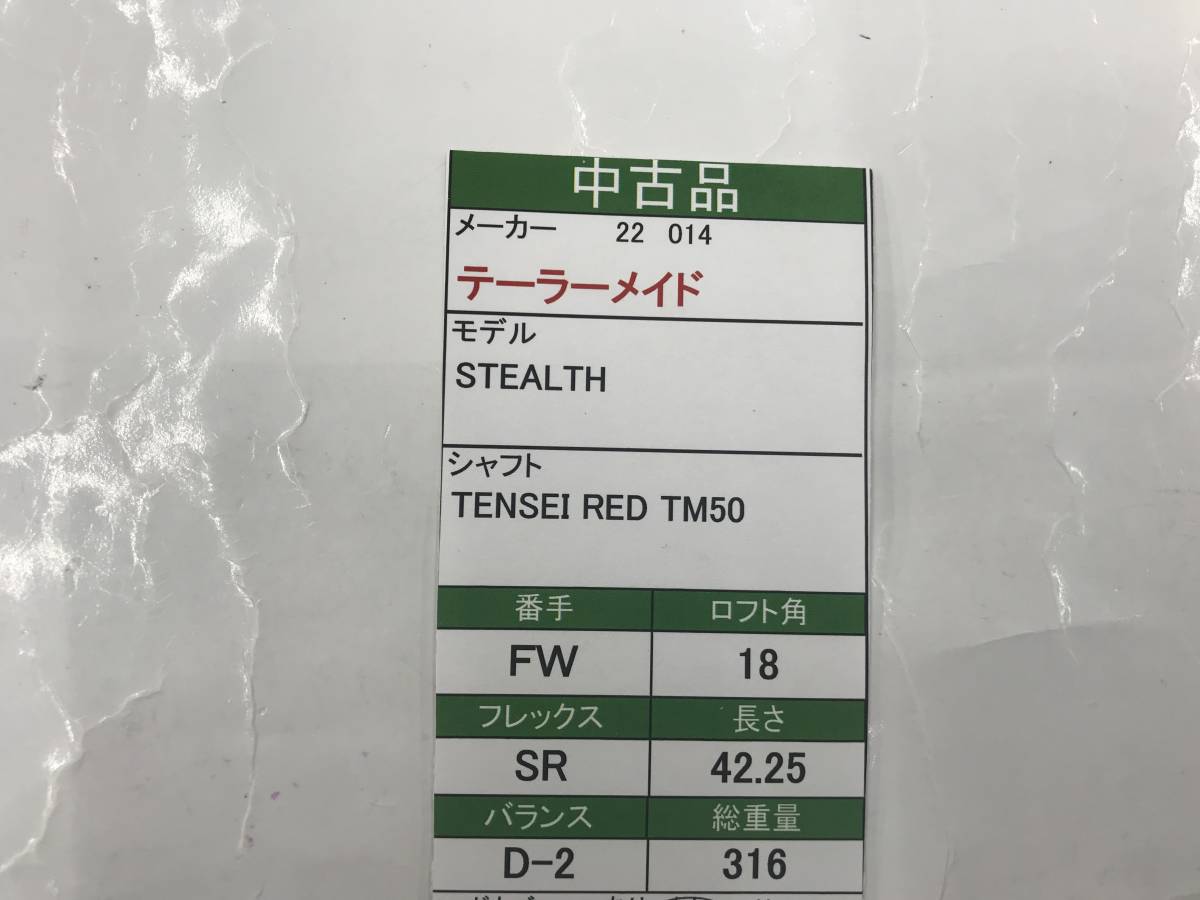 中古品
メーカー 22 014
テーラーメイド
モデル
STEALTH
シャフト
TENSEI RED TM50
番手 ロフト角
FW 18
フレックス 長さ
SR 42.25
バランス 総重量
D-2 316